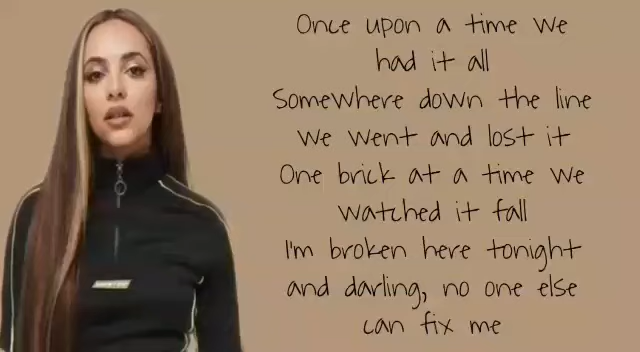 Once upon a time we
had it all
Somewhere down the line
we went and lost it
One brick at a time we
watched it fall
I'm broken here tonight
and darling, no one else
can fix me